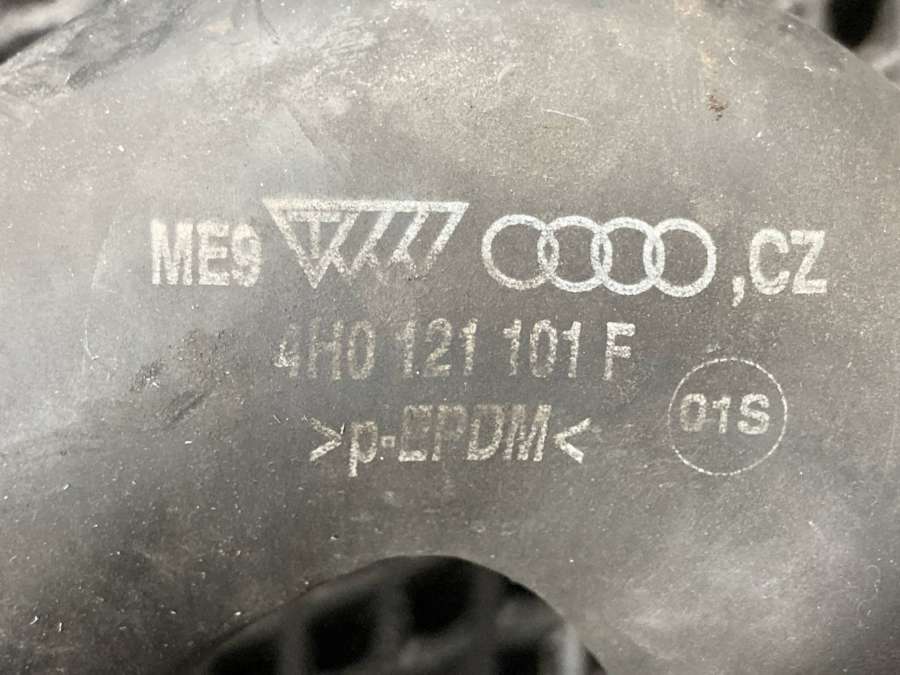 ME9 ,CZ
4H0 121 101 F
>p-EPDM<
01S